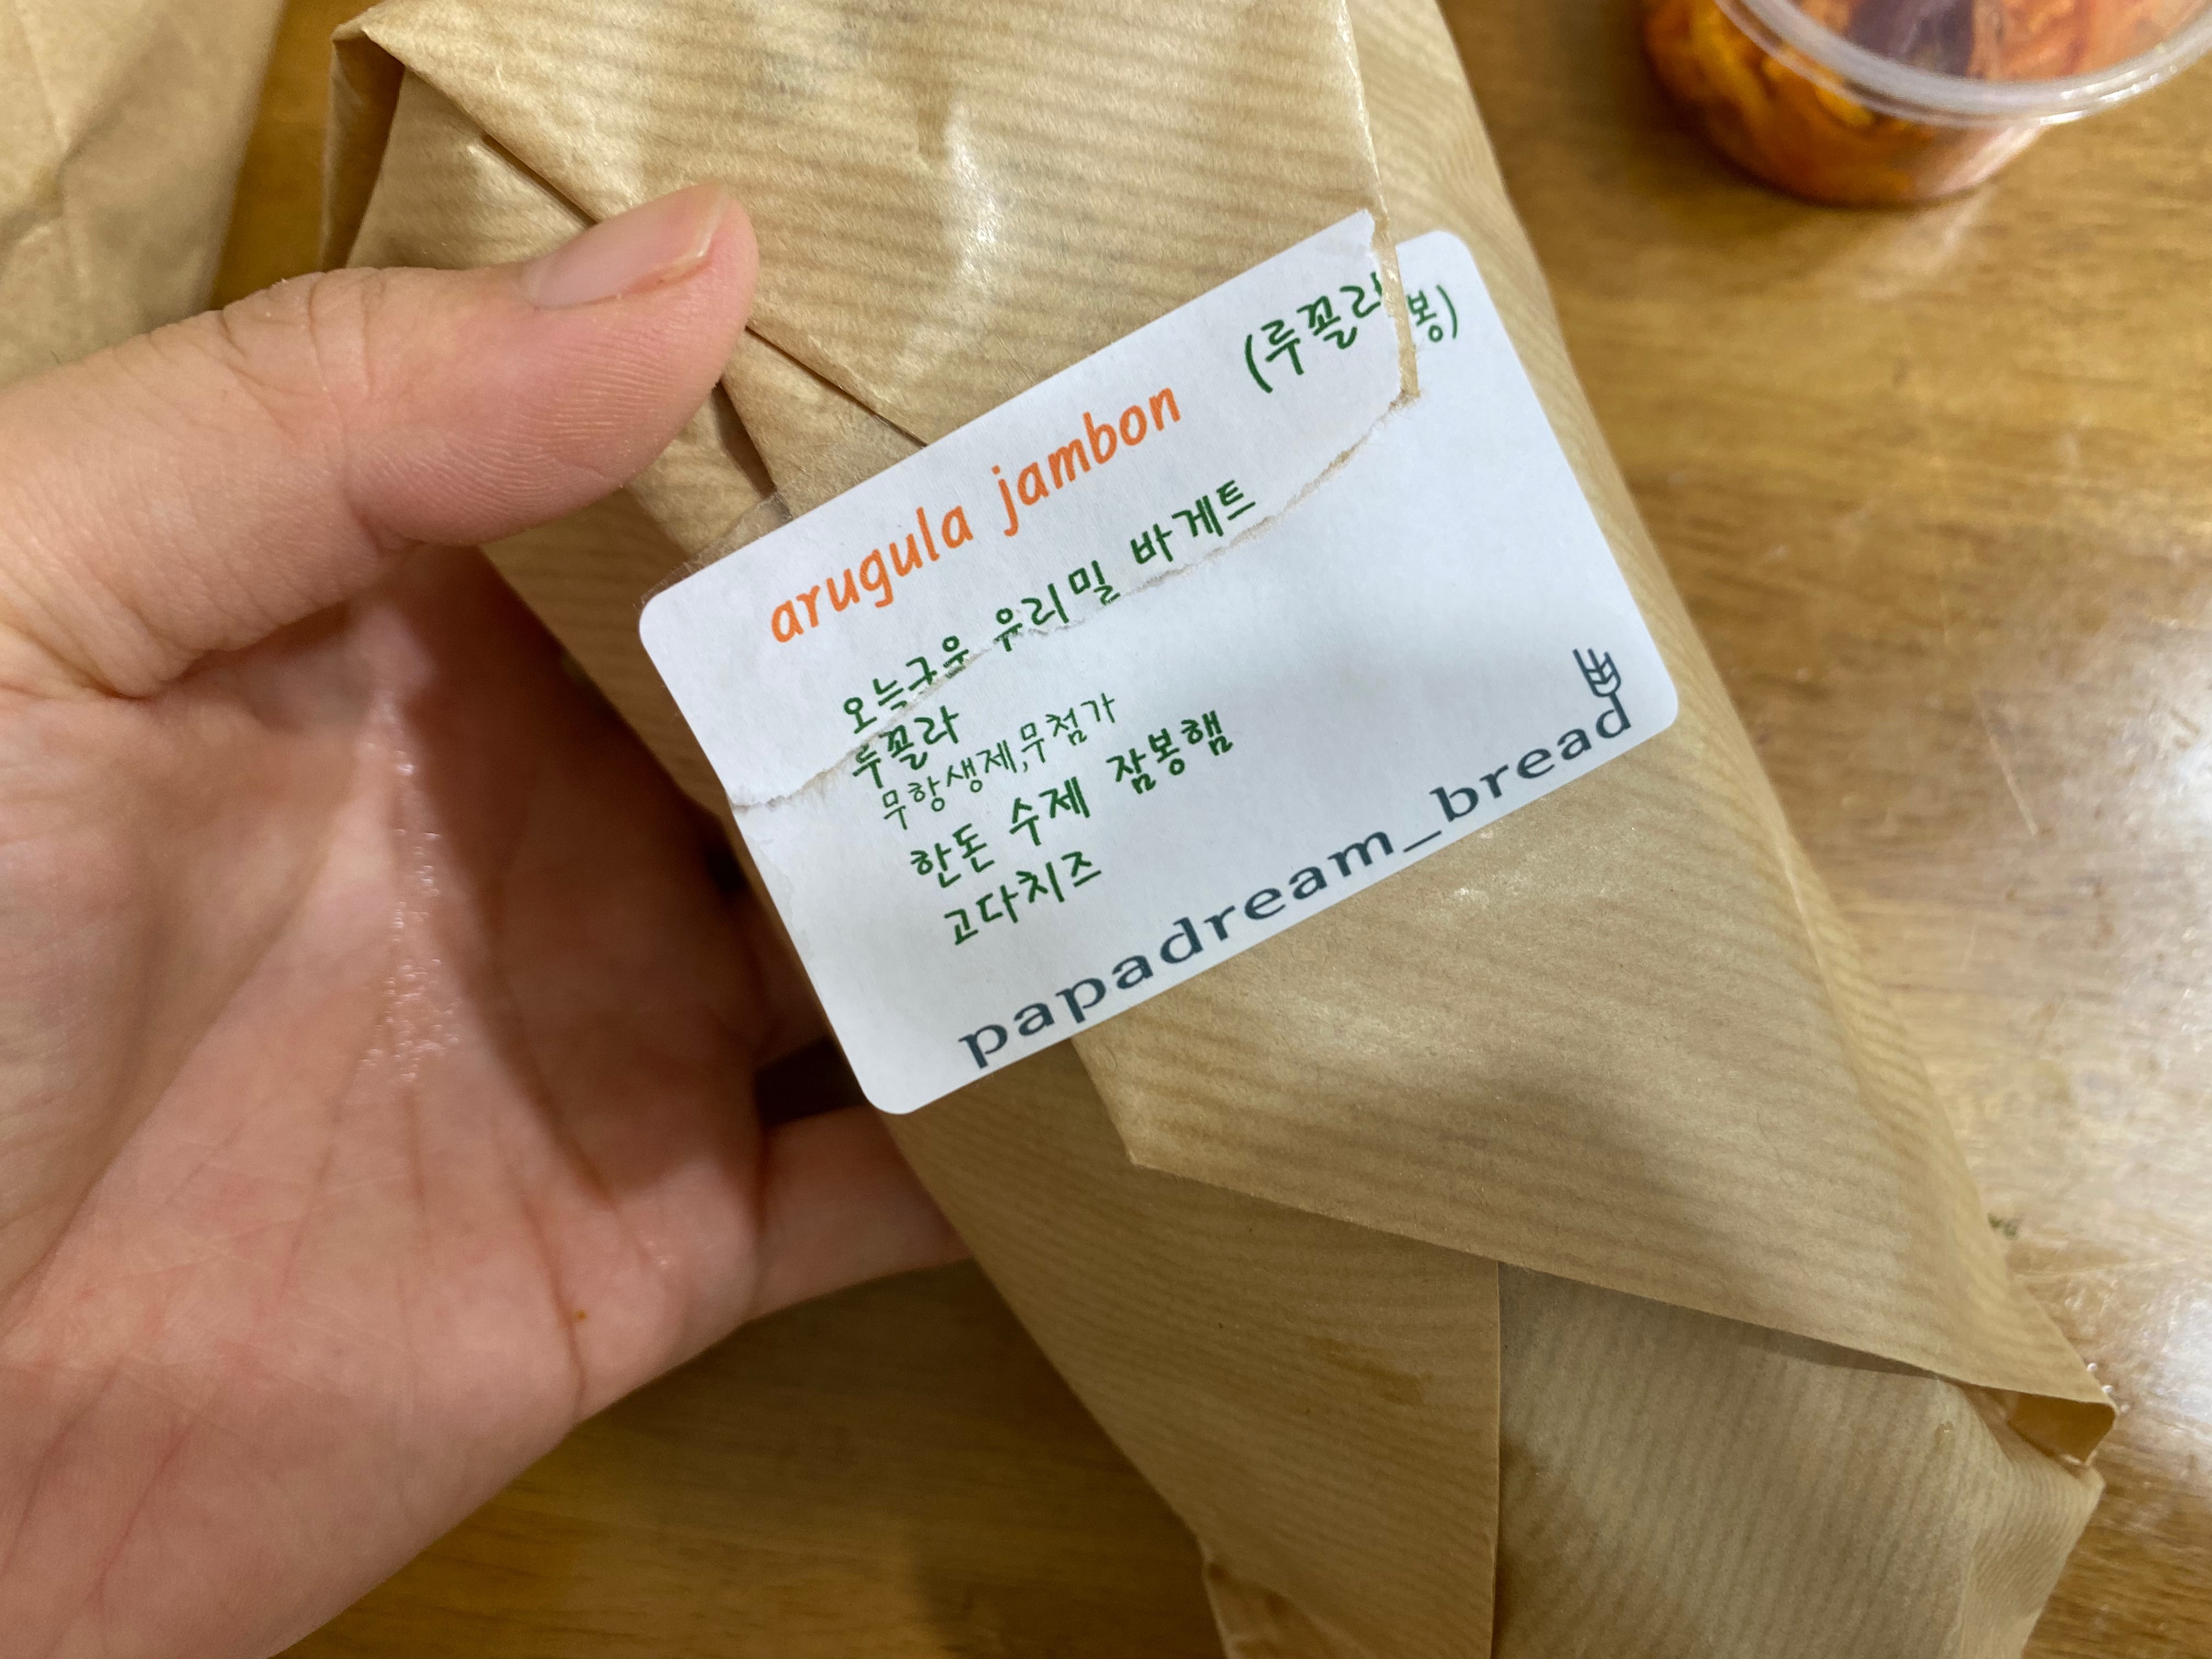 arugula jambon (루꼴라 봉)
오늘구운 우리밀 바게트
루꼴라
무항생제,무첨가
한돈 수제 잠봉햄
고다치즈
papadream_bread